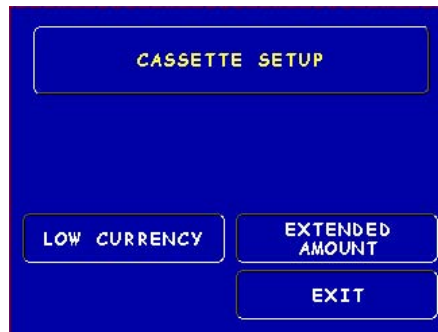 CASSETTE SETUP
LOW CURRENCY
EXTENDED
AMOUNT
EXIT